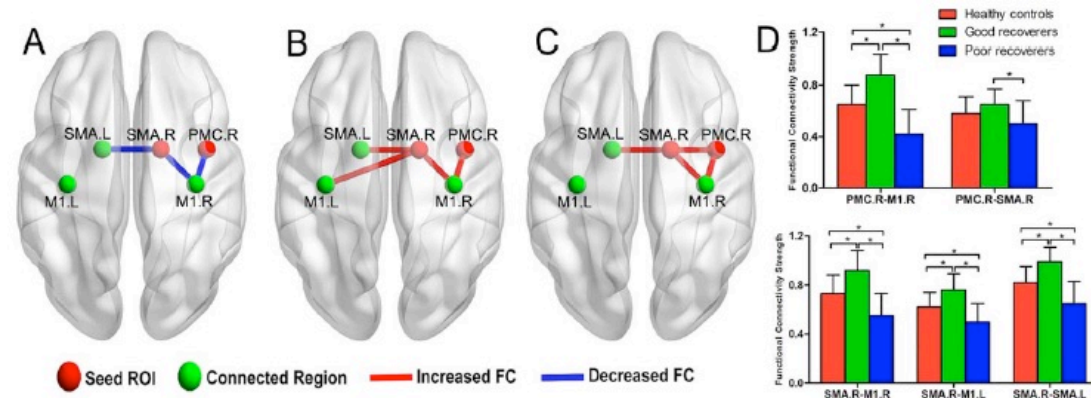 A
B
C
D
SMA.L
SMA.R
PMC.R
M1.L
M1.R
SMA.L
SMA.R
PMC.R
M1.L
M1.R
SMA.L
SMA.R
PMC.R
M1.L
M1.R
Seed ROI
Connected Region
Increased FC
Decreased FC
Healthy controls
Good recoverers
Poor recoverers
Functional Connectivity Strength
1.2
0.8
0.4
0.0
*
*
*
*
PMC.R-M1.R
PMC.R-SMA.R
Functional Connectivity Strength
1.2
0.8
0.4
0.0
*
*
*
*
*
*
*
*
*
SMA.R-M1.R
SMA.R-M1.L
SMA.R-SMA.L